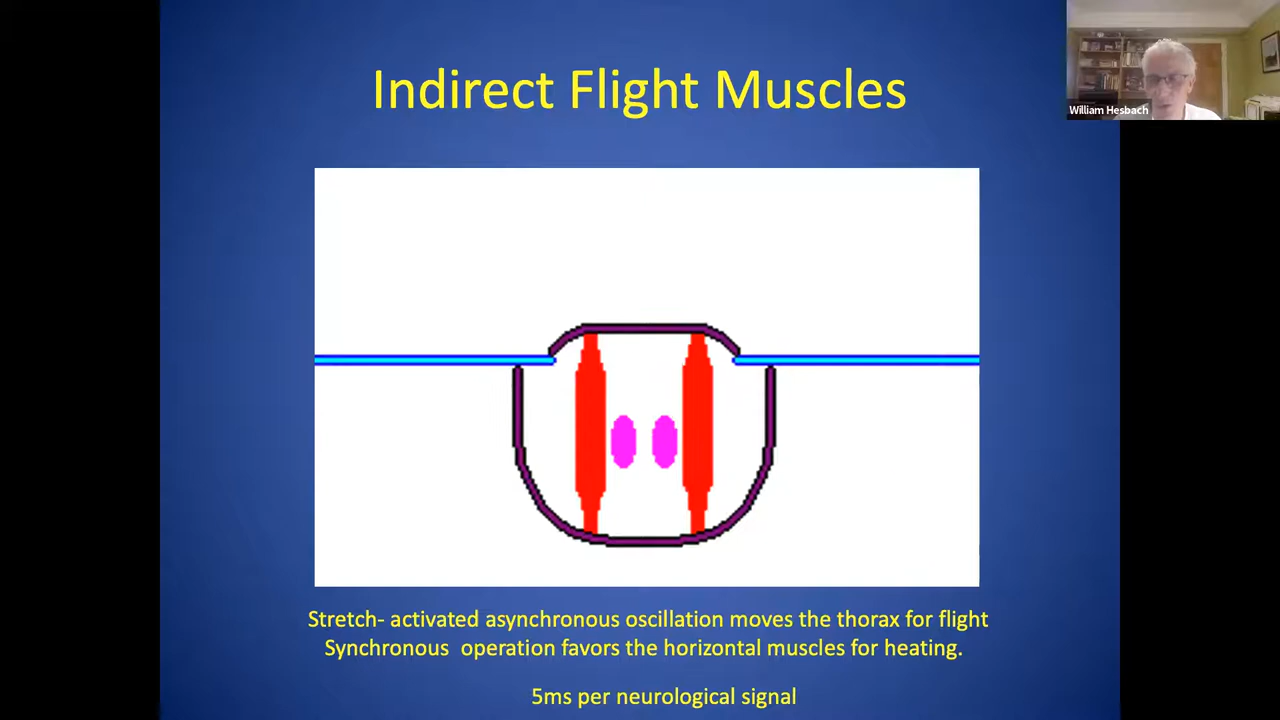 Indirect Flight Muscles
William Hesbach
Stretch- activated asynchronous oscillation moves the thorax for flight
Synchronous  operation favors the horizontal muscles for heating.
5ms per neurological signal